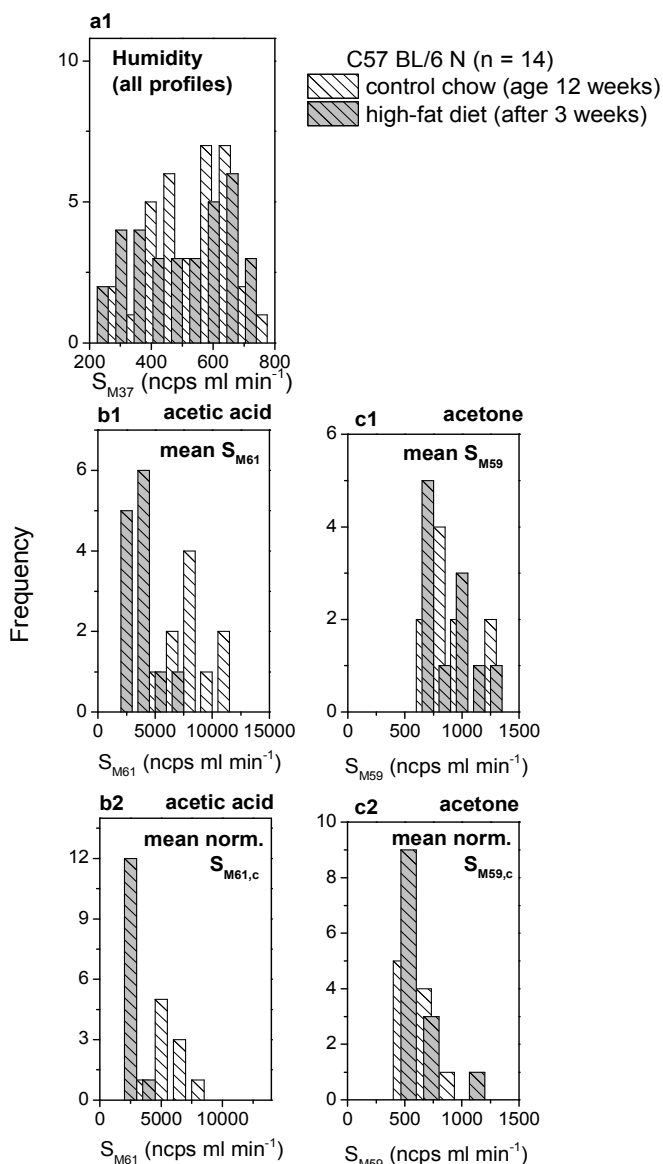 a1
Humidity
(all profiles)
C57 BL/6 N (n = 14)
control chow (age 12 weeks)
high-fat diet (after 3 weeks)
10
5
0
200 400 600 800
S_M37 (ncps ml min⁻¹)
Frequency
b1 acetic acid
mean S_M61
6
4
2
0
0 5000 10000 15000
S_M61 (ncps ml min⁻¹)
c1 acetone
mean S_M59
6
4
2
0
0 500 1000 1500
S_M59 (ncps ml min⁻¹)
b2 acetic acid
mean norm.
S_M61,c
12
9
6
3
0
0 5000 10000
S_M61 (ncps ml min⁻¹)
c2 acetone
mean norm.
S_M59,c
10
8
6
4
2
0
0 500 1000 1500
S_M59 (ncps ml min⁻¹)